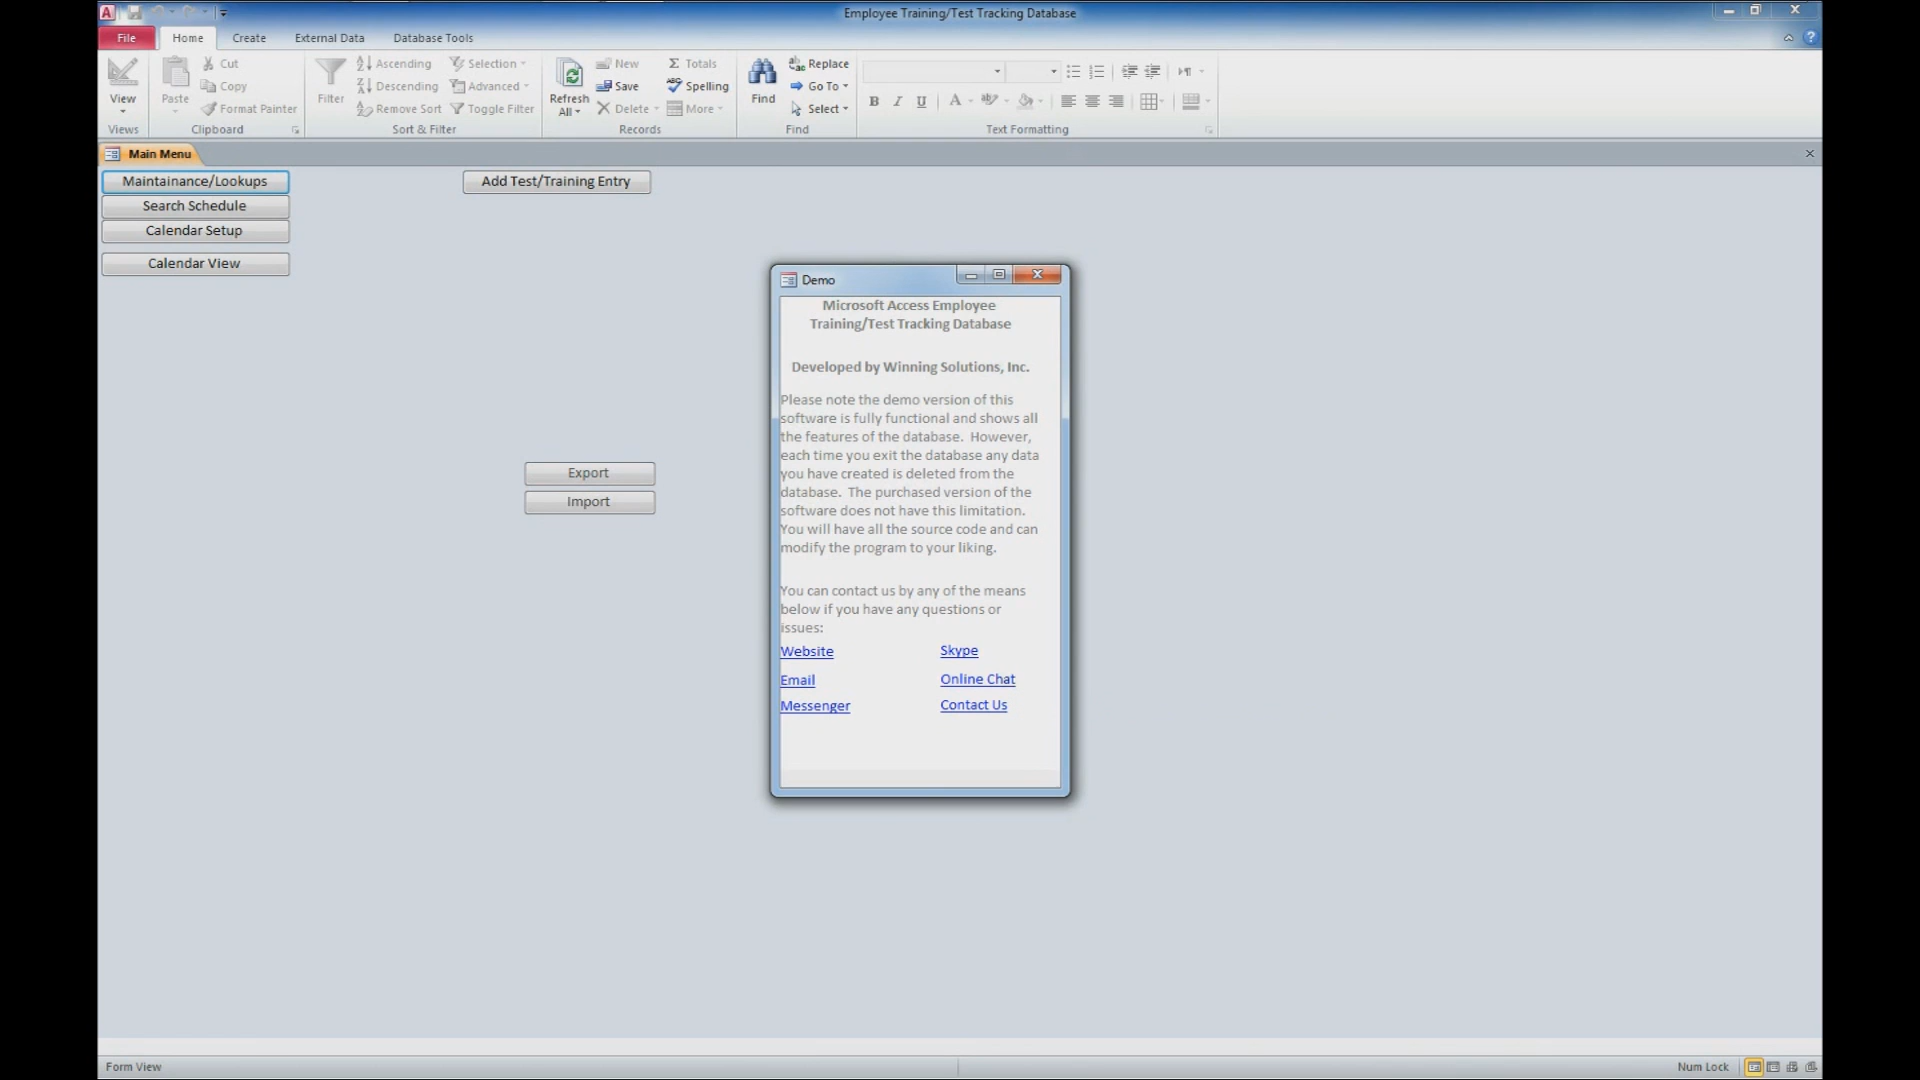 Employee Training/Test Tracking Database
File Home Create External Data Database Tools
View
Views
Paste
Cut
Copy
Format Painter
Clipboard
Filter
Ascending
Descending
Remove Sort
Selection
Advanced
Toggle Filter
Sort & Filter
Refresh
All
New
Save
Delete
Totals
Spelling
More
Records
Find
Replace
Go To
Select
Find
B I U A
Text Formatting
Main Menu
Maintainance/Lookups
Search Schedule
Calendar Setup
Calendar View
Add Test/Training Entry
Export
Import
Demo
Microsoft Access Employee
Training/Test Tracking Database
Developed by Winning Solutions, Inc.
Please note the demo version of this
software is fully functional and shows all
the features of the database. However,
each time you exit the database any data
you have created is deleted from the
database. The purchased version of the
software does not have this limitation.
You will have all the source code and can
modify the program to your liking.
You can contact us by any of the means
below if you have any questions or
issues:
Website Skype
Email Online Chat
Messenger Contact Us
Form View
Num Lock